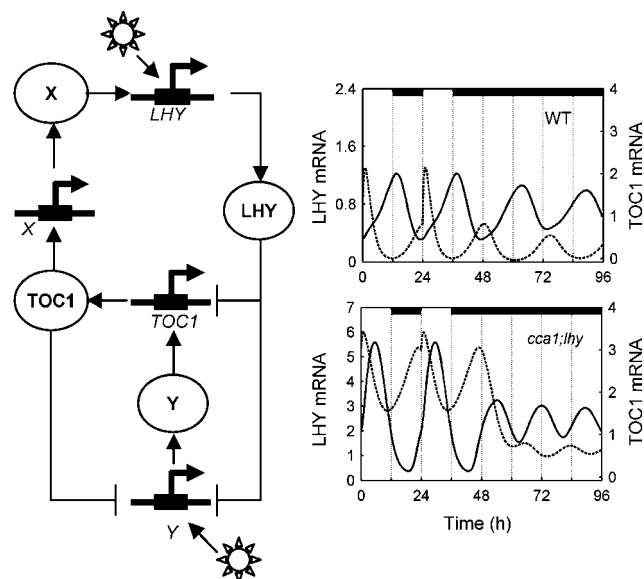 X
LHY
LHY
X
TOC1
TOC1
Y
Y
WT
LHY mRNA
2.4
1.6
0.8
0
TOC1 mRNA
4
3
2
1
0
0 24 48 72 96
cca1;lhy
LHY mRNA
7
6
5
4
3
2
1
0
TOC1 mRNA
4
3
2
1
0
0 24 48 72 96
Time (h)